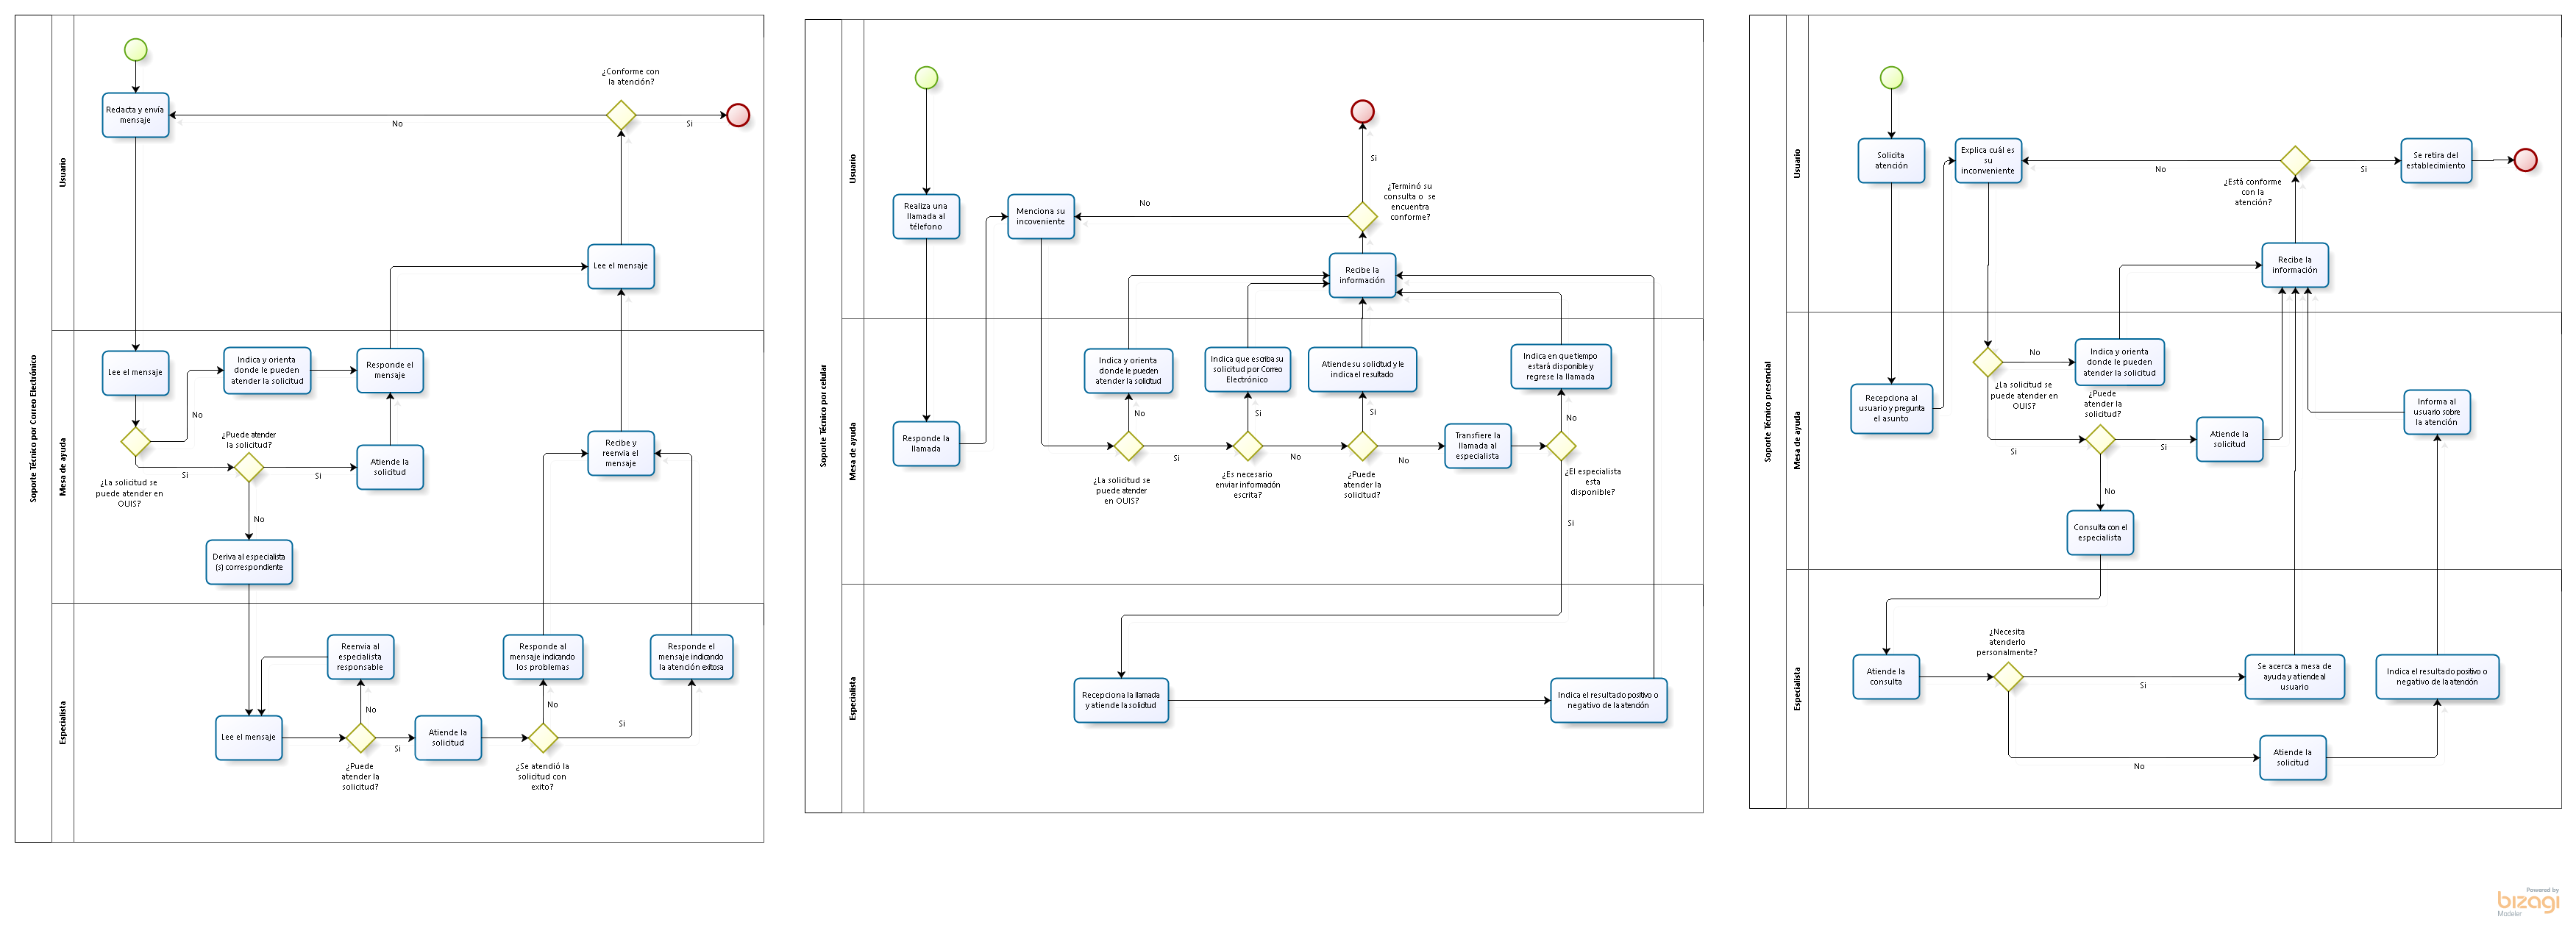 Soporte Técnico por Correo Electrónico
Usuario
Redacta y envía
mensaje
¿Conforme con
la atención?
No
Si
Lee el mensaje
Mesa de ayuda
Lee el mensaje
Indica y orienta
donde le pueden
atender la solicitud
Responde el
mensaje
No
¿La solicitud se
puede atender en
OUIS?
Si
¿Puede atender
la solicitud?
Si
Atiende la
solicitud
Recibe y
reenvia el
mensaje
No
Deriva al especialista
(s) correspondiente
Especialista
Reenvia al
especialista
responsable
Responde al
mensaje indicando
los problemas
Responde el
mensaje indicando
la atención exitosa
No
No
Si
Lee el mensaje
Si
Atiende la
solicitud
¿Puede
atender la
solicitud?
¿Se atendió la
solicitud con
exito?
Soporte Técnico por celular
Usuario
Realiza una
llamada al
télefono
Menciona su
incoveniente
No
Si
¿Terminó su
consulta o  se
encuentra
conforme?
Recibe la
información
Mesa de ayuda
Indica y orienta
donde le pueden
atender la solicitud
Indica que escriba su
solicitud por Correo
Electrónico
Atiende su solicitud y le
indica el resultado
Indica en que tiempo
estará disponible y
regrese la llamada
No
Si
Si
No
Responde la
llamada
Si
No
No
Transfiere la
llamada al
especialista
¿La solicitud se
puede atender
en OUIS?
¿Es necesario
enviar información
escrita?
¿Puede
atender la
solicitud?
¿El especialista
esta
disponible?
Si
Especialista
Recepciona la llamada
y atiende la solicitud
Indica el resultado positivo o
negativo de la atención
Soporte Técnico presencial
Usuario
Solicita
atención
Explica cuál es
su
inconveniente
No
Si
¿Está conforme
con la
atención?
Se retira del
establecimiento
Recibe la
información
Mesa de ayuda
Recepciona al
usuario y pregunta
el asunto
No
Indica y orienta
donde le pueden
atender la solicitud
¿La solicitud se
puede atender en
OUIS?
¿Puede
atender la
solicitud?
Si
Si
Atiende la
solicitud
Informa al
usuario sobre
la atención
No
Consulta con el
especialista
Especialista
Atiende la
consulta
¿Necesita
atenderlo
personalmente?
Si
Se acerca a mesa de
ayuda y atiende al
usuario
Indica el resultado positivo o
negativo de la atención
No
Atiende la
solicitud
Powered by
bizagi
Modeler